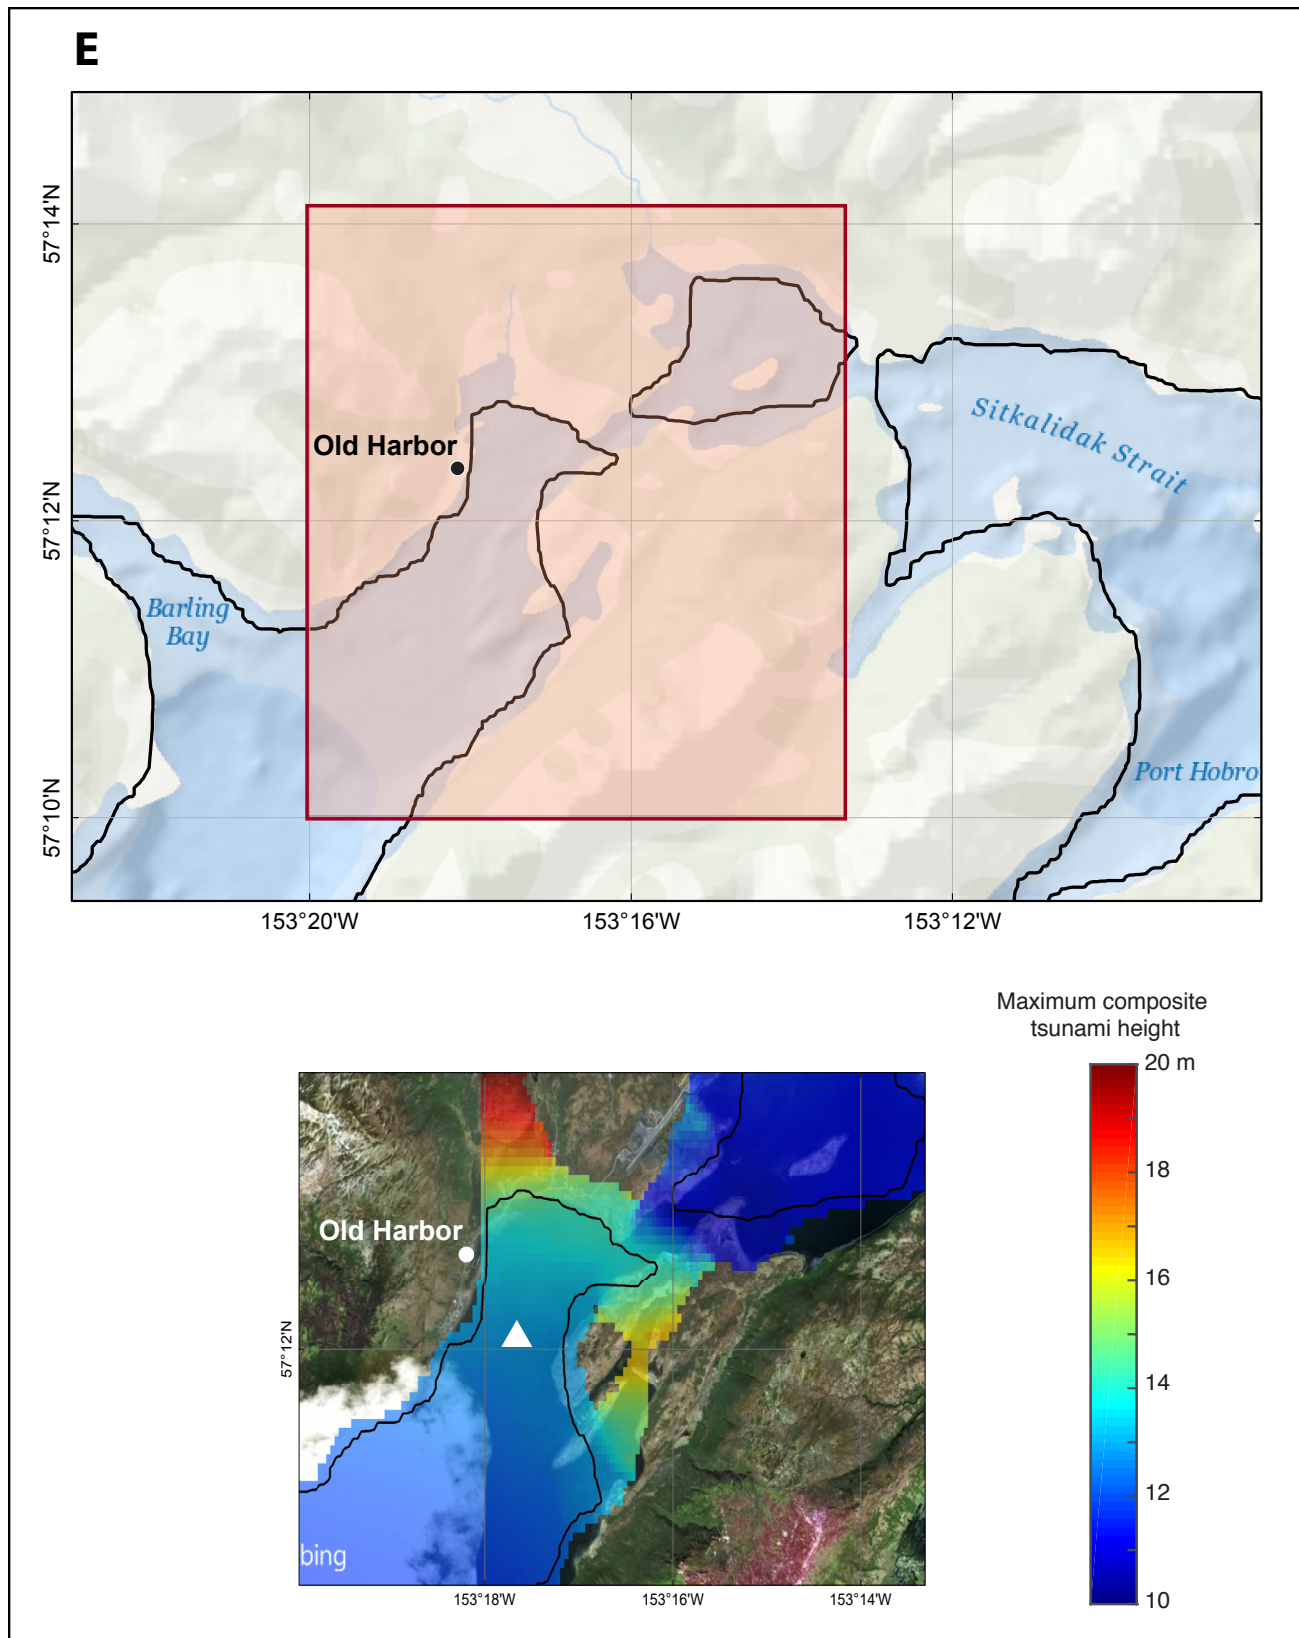 E
57°14'N
57°12'N
57°10'N
Old Harbor
Sitkalidak Strait
Barling
Bay
Port Hobro
153°20'W
153°16'W
153°12'W
Maximum composite
tsunami height
20 m
18
16
14
12
10
Old Harbor
57°12'N
bing
153°18'W
153°16'W
153°14'W